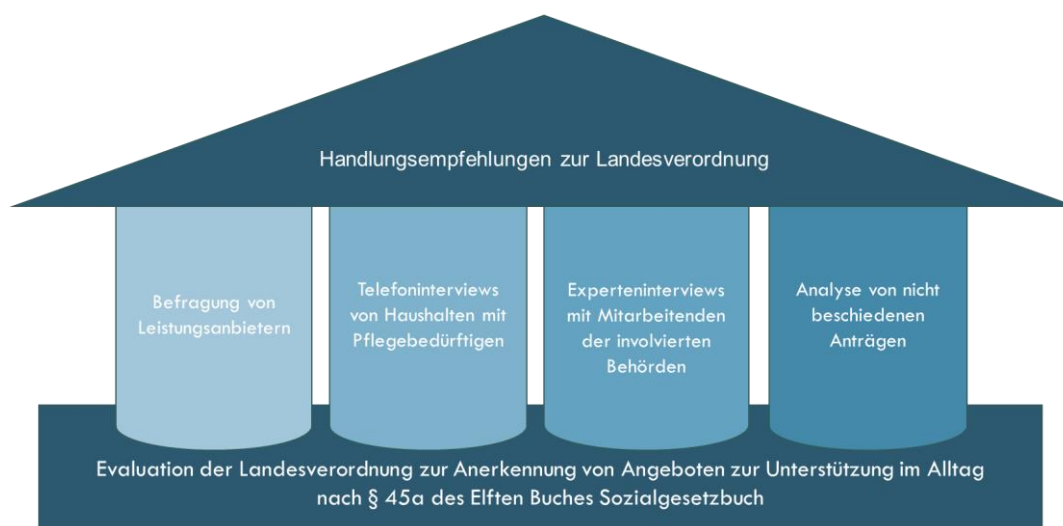 Handlungsempfehlungen zur Landesverordnung
Befragung von
Leistungsanbietern
Telefoninterviews
von Haushalten mit
Pflegebedürftigen
Experteninterviews
mit Mitarbeitenden
der involvierten
Behörden
Analyse von nicht
beschiedenen
Anträgen
Evaluation der Landesverordnung zur Anerkennung von Angeboten zur Unterstützung im Alltag
nach § 45a des Elften Buches Sozialgesetzbuch